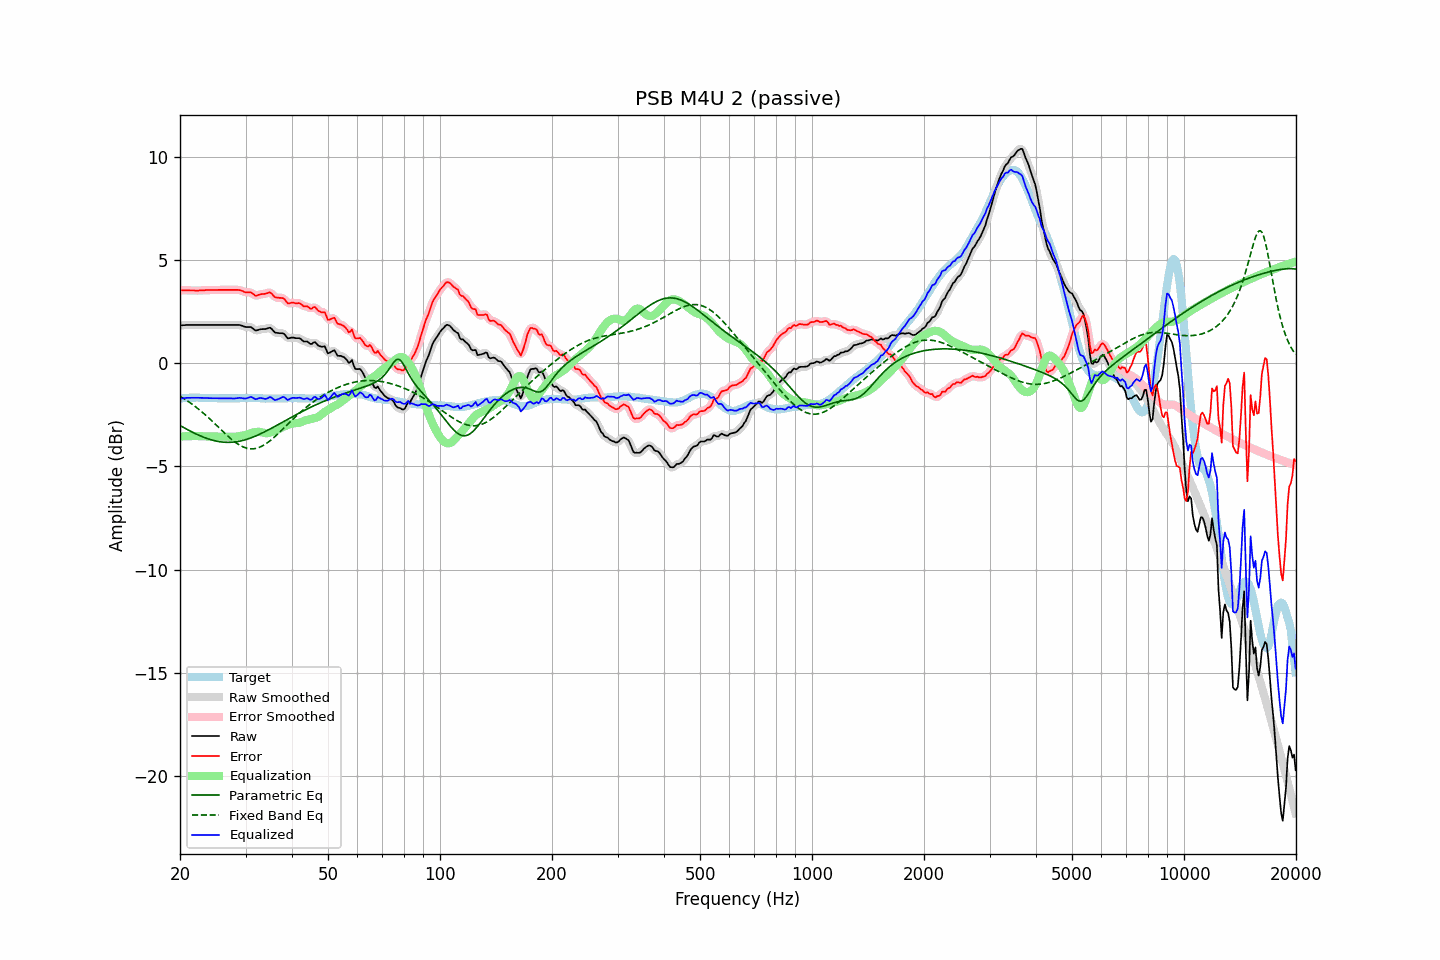 PSB M4U 2 (passive)
10
5
0
−5
−10
−15
−20
Amplitude (dBr)
Target
Raw Smoothed
Error Smoothed
Raw
Error
Equalization
Parametric Eq
Fixed Band Eq
Equalized
20 50 100 200 500 1000 2000 5000 10000 20000
Frequency (Hz)